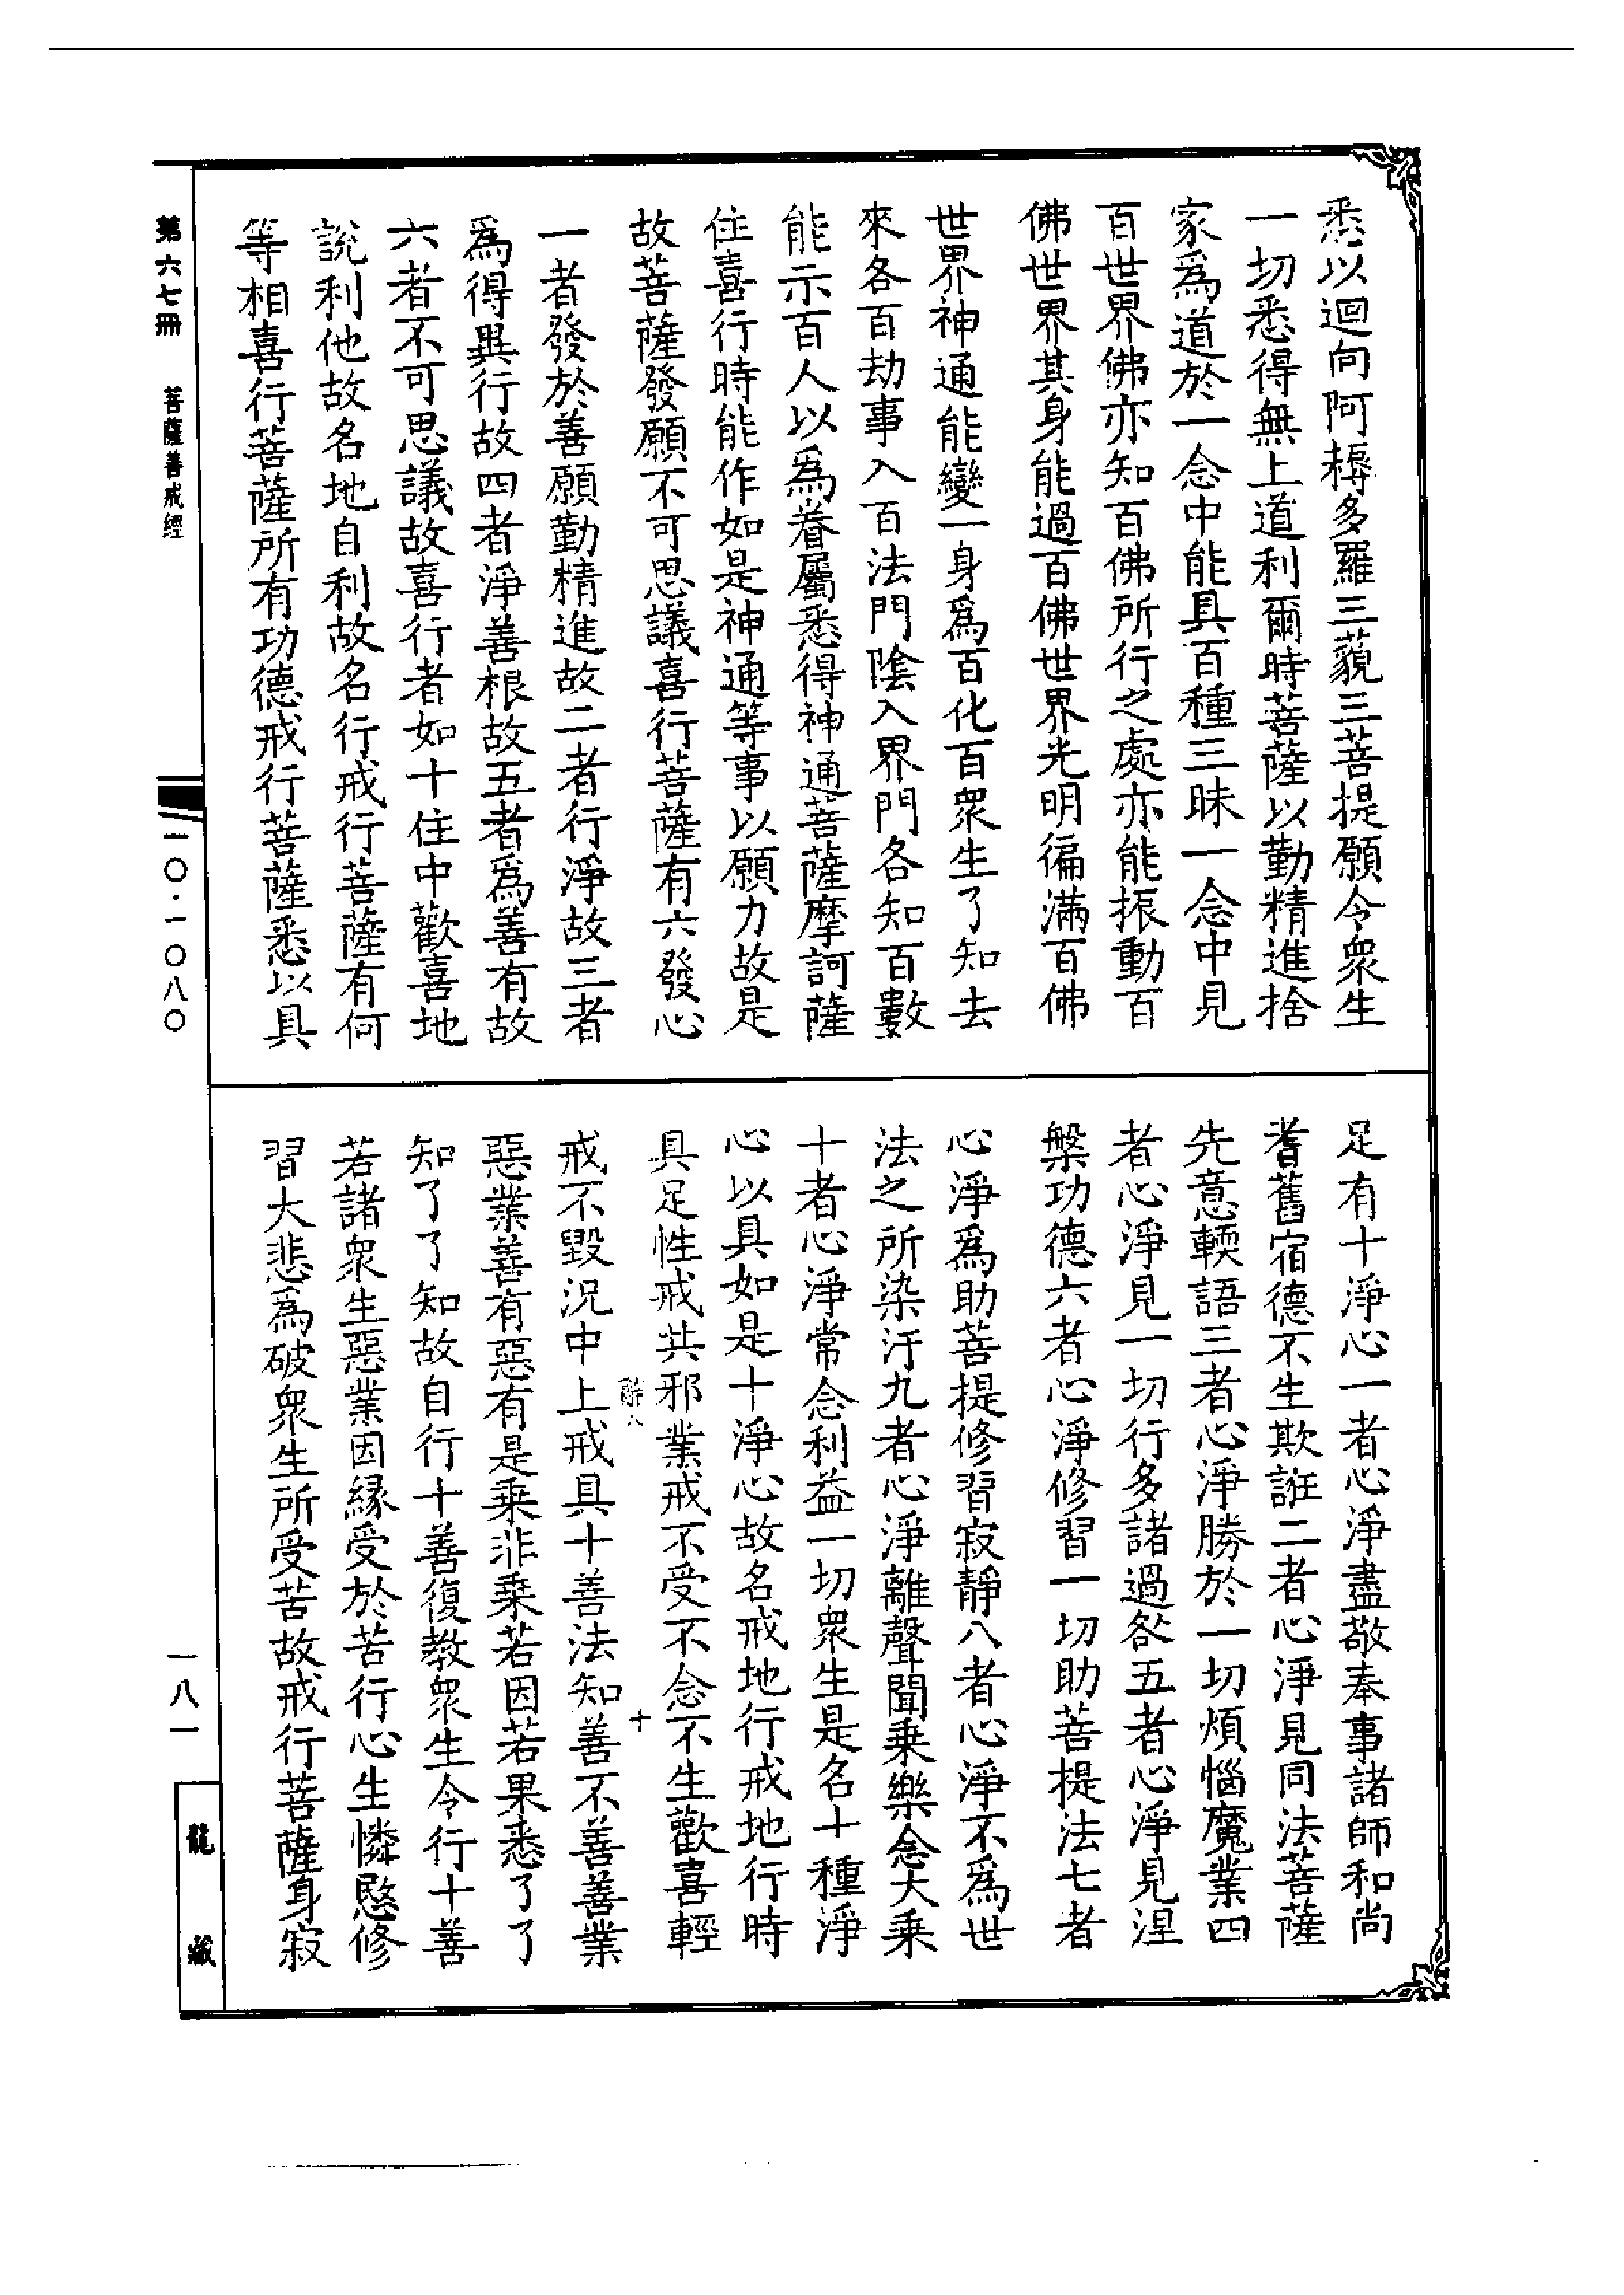 悉以迴向阿耨多羅三藐三菩提願令衆生
一切悉得無上道利爾時菩薩以勤精進捨
家爲道於一念中能具百種三昧一念中見
百世界佛亦知百佛所行之處亦能振動百
佛世界其身能過百佛世界光明徧滿百佛
世界神通能變一身爲百化百衆生了知去
來各百劫事入百法門陰入界門各知百數
能示百人以爲眷屬悉得神通菩薩摩訶薩
住喜行時能作如是神通等事以願力故是
故菩薩發願不可思議喜行菩薩有六發心
一者發於善願勤精進故二者行淨故三者
爲得異行故四者淨善根故五者爲善有故
六者不可思議故喜行者如十住中歡喜地
說利他故名地自利故名行戒行菩薩有何
等相喜行菩薩所有功德戒行菩薩悉以具
足有十淨心一者心淨盡敬奉事諸師和尚
耆舊宿德不生欺誑二者心淨見同法菩薩
先意輭語三者心淨勝於一切煩惱魔業四
者心淨見一切行多諸過咎五者心淨見涅
槃功德六者心淨修習一切助菩提法七者
心淨爲助菩提修習寂靜八者心淨不爲世
法之所染汙九者心淨離聲聞乗樂念大乗
十者心淨常念利益一切衆生是名十種淨
心以具如是十淨心故名戒地行戒地行時
具足性戒共邪業戒不受不念不生歡喜輕
戒不毀況中上戒具十善法知善不善善業
惡業善有惡有是乗非乗若因若果悉了了
知了了知故自行十善復教衆生令行十善
若諸衆生惡業因緣受於苦行心生憐愍修
習大悲爲破衆生所受苦故戒行菩薩身寂
十
第六七冊
菩薩善戒經
一〇·一〇八〇
一八一
龍藏